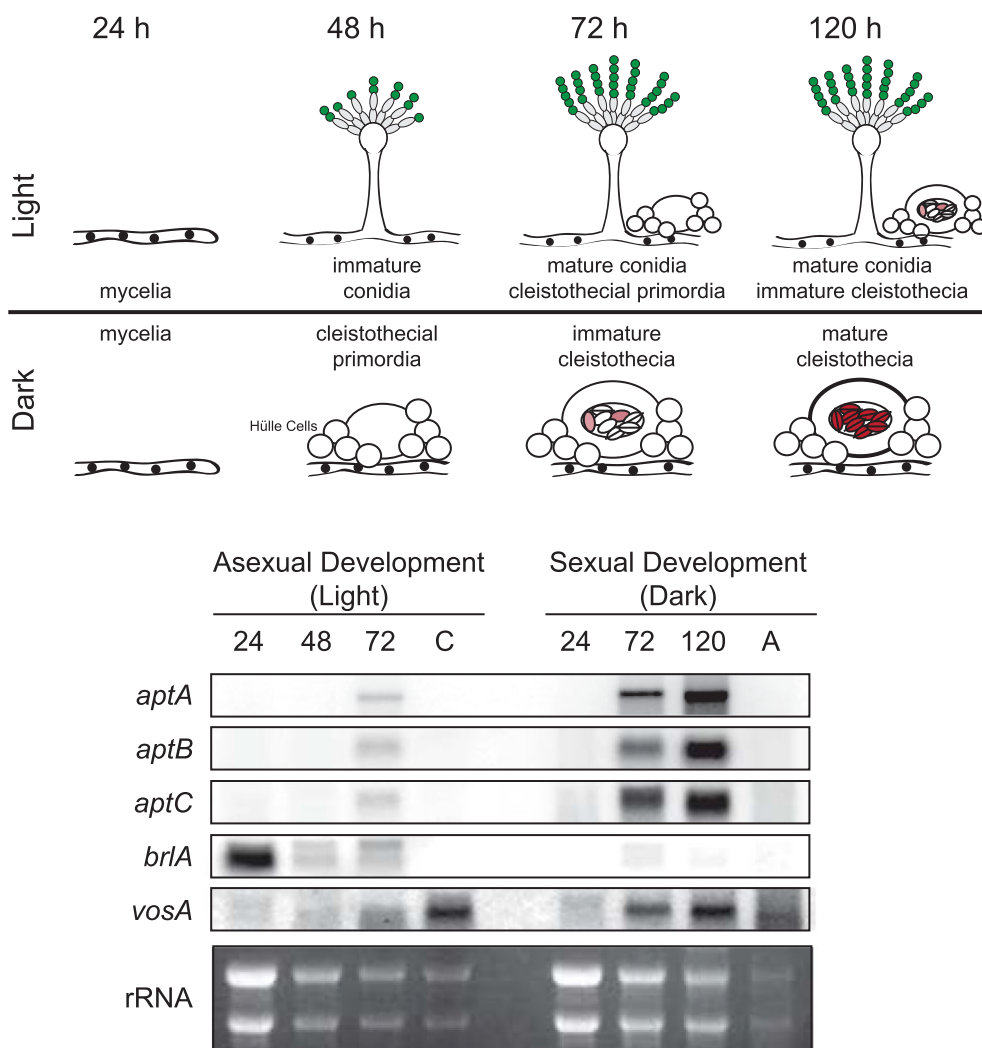 24 h 48 h 72 h 120 h
Light
mycelia
immature
conidia
mature conidia
cleistothecial primordia
mature conidia
immature cleistothecia
Dark
mycelia
cleistothecial
primordia
immature
cleistothecia
mature
cleistothecia
Hülle Cells
Asexual Development
(Light)
Sexual Development
(Dark)
24 48 72 C 24 72 120 A
aptA
aptB
aptC
brlA
vosA
rRNA